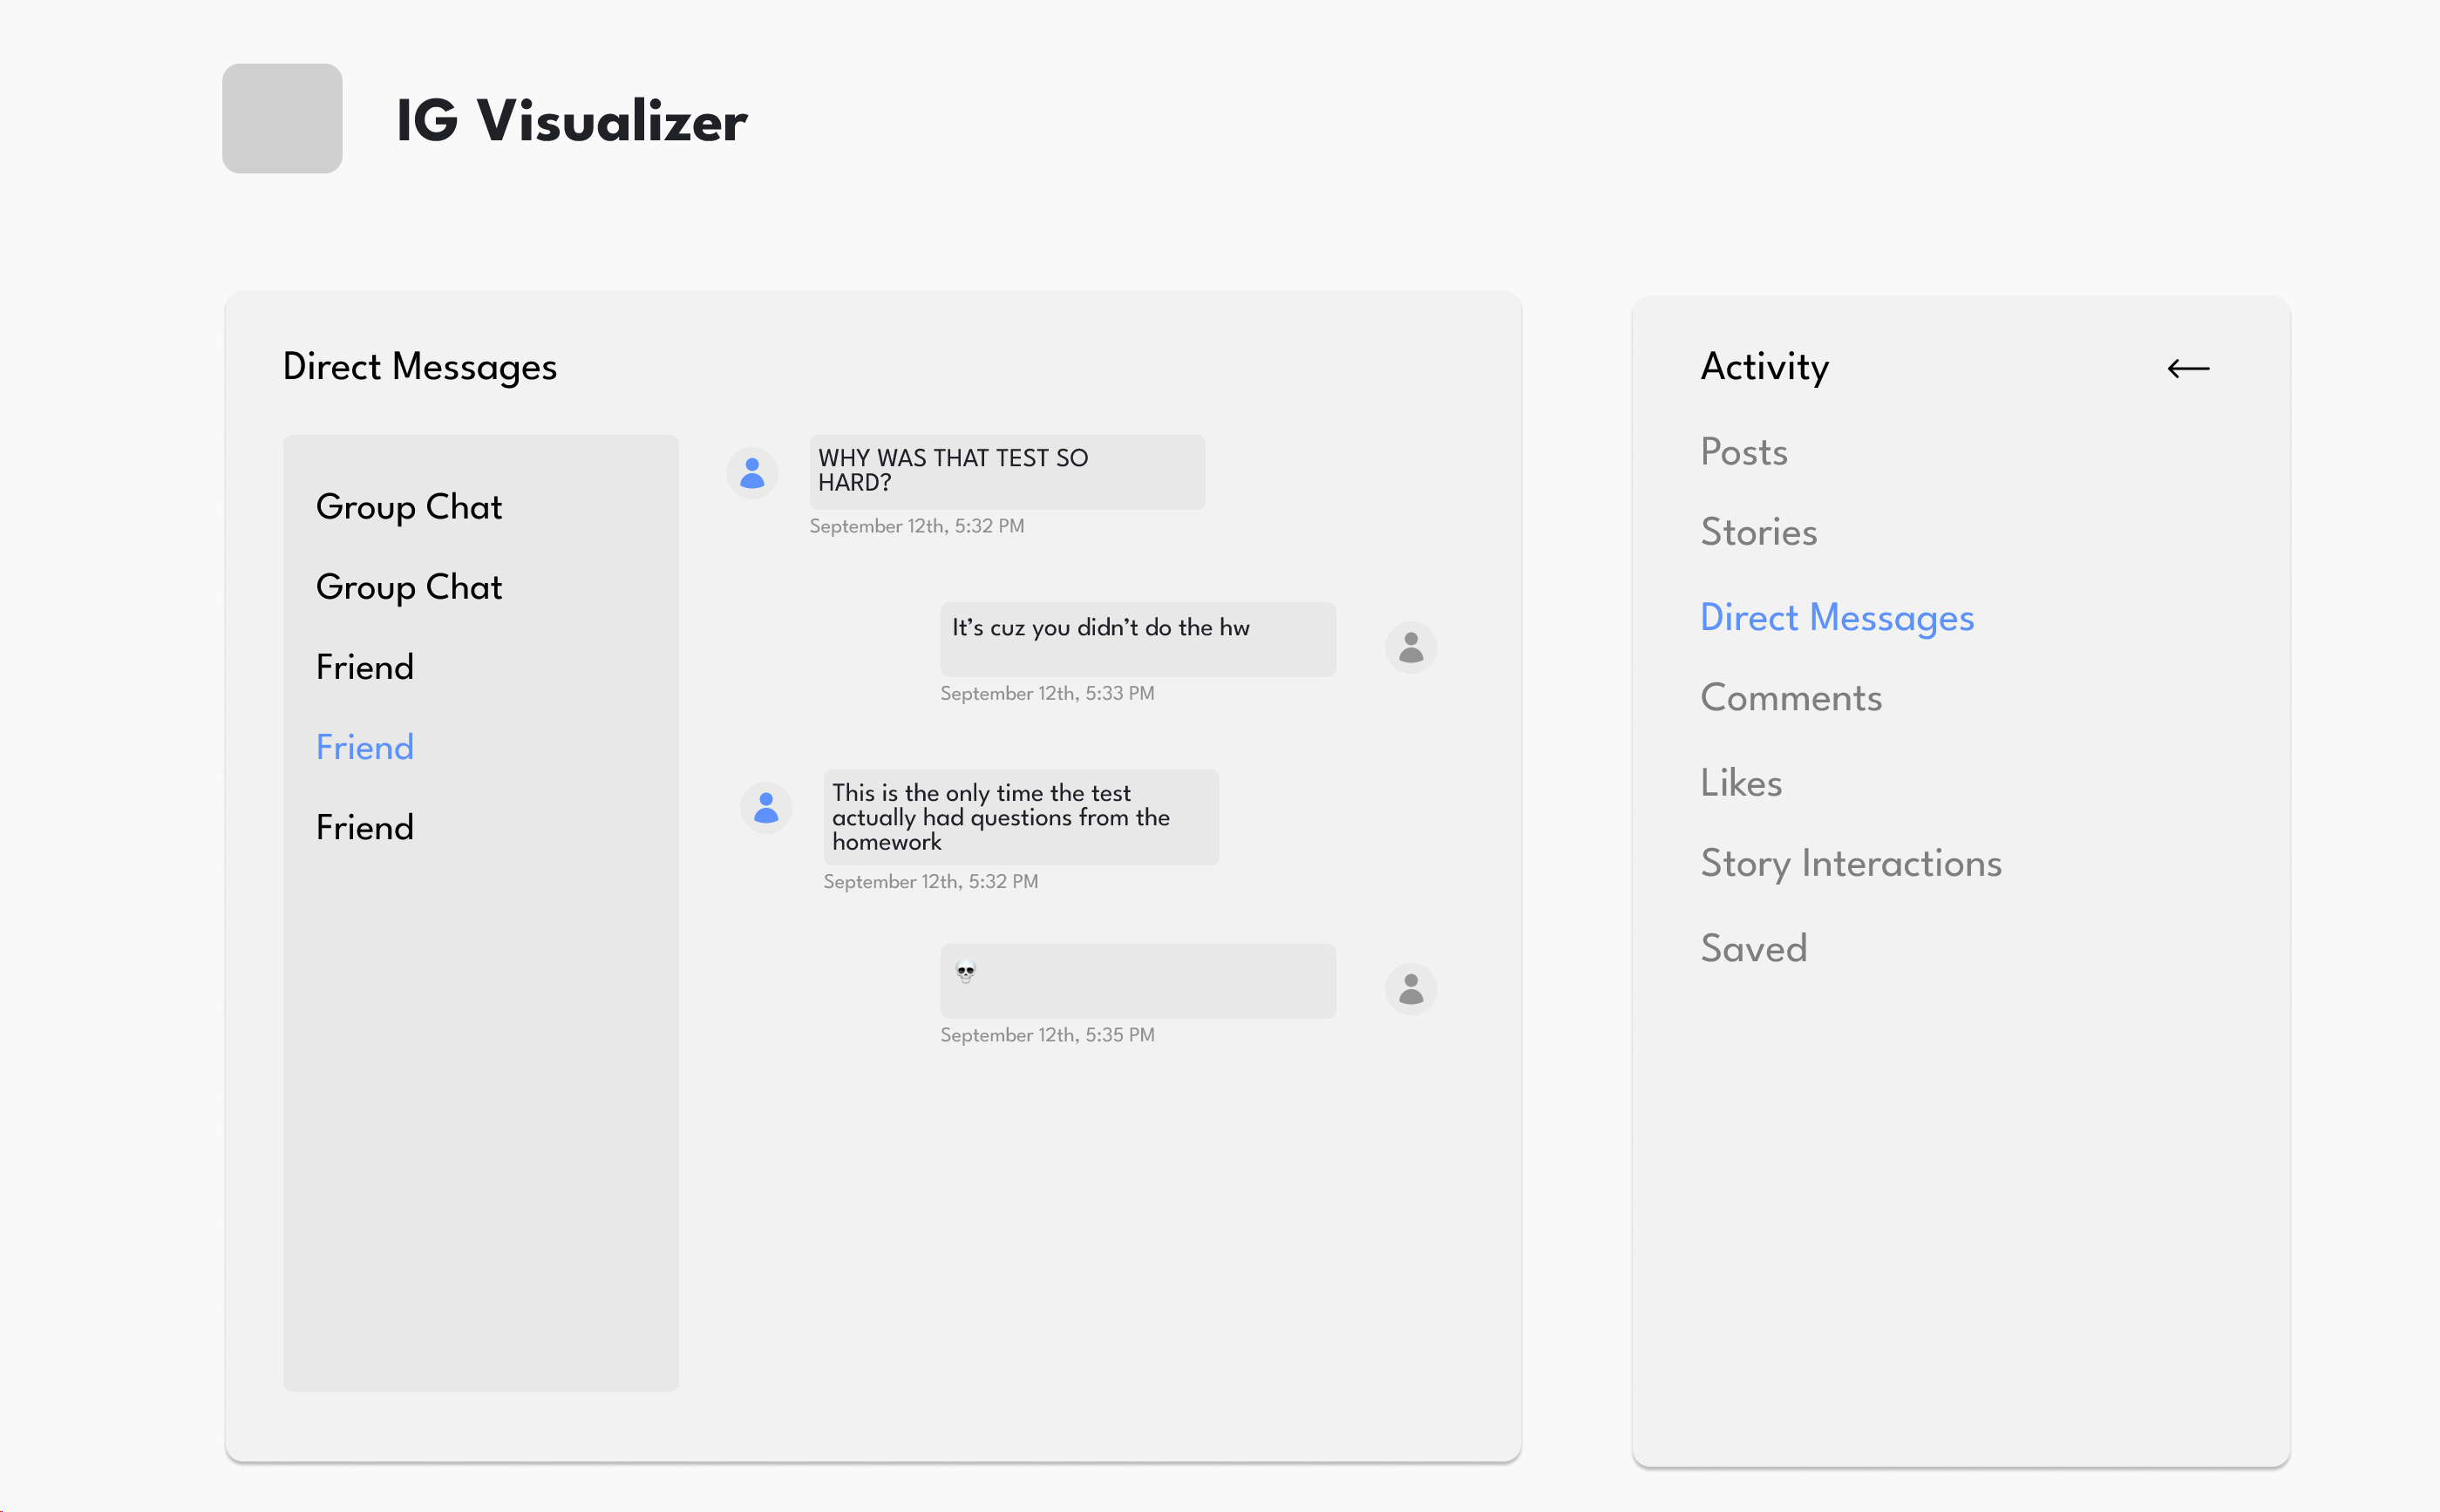 IG Visualizer
Direct Messages
Group Chat
Group Chat
Friend
Friend
Friend
WHY WAS THAT TEST SO
HARD?
September 12th, 5:32 PM
It’s cuz you didn’t do the hw
September 12th, 5:33 PM
This is the only time the test
actually had questions from the
homework
September 12th, 5:32 PM
💀
September 12th, 5:35 PM
Activity
Posts
Stories
Direct Messages
Comments
Likes
Story Interactions
Saved